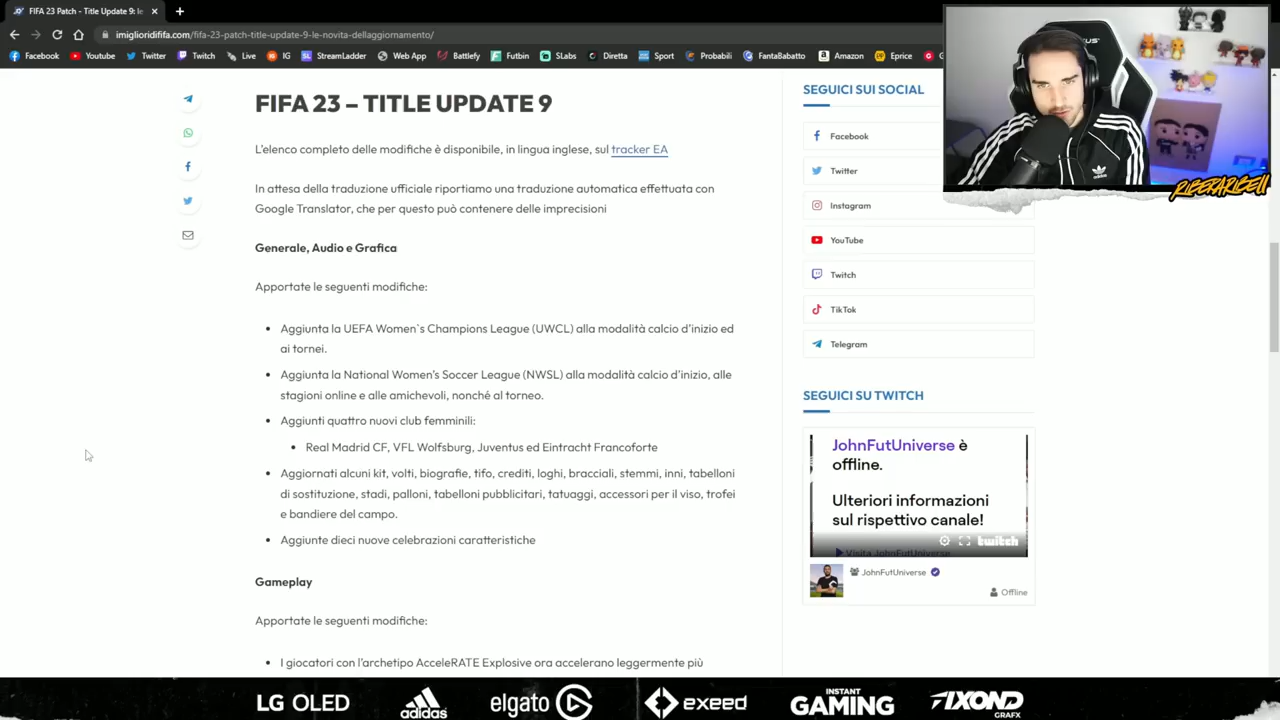 FIFA 23 Patch - Title Update 9: le
imiglioridififa.com/fifa-23-patch-title-update-9-le-novita-dellaggiornamento/
Facebook
Youtube
Twitter
Twitch
Live
IG
StreamLadder
Web App
Battlefy
Futbin
SLabs
Diretta
Sport
Probabili
FantaBabatto
Amazon
Eprice
FIFA 23 – TITLE UPDATE 9
L'elenco completo delle modifiche è disponibile, in lingua inglese, sul tracker EA
In attesa della traduzione ufficiale riportiamo una traduzione automatica effettuata con
Google Translator, che per questo può contenere delle imprecisioni
Generale, Audio e Grafica
Apportate le seguenti modifiche:
Aggiunta la UEFA Women`s Champions League (UWCL) alla modalità calcio d'inizio ed
ai tornei.
Aggiunta la National Women's Soccer League (NWSL) alla modalità calcio d'inizio, alle
stagioni online e alle amichevoli, nonché al torneo.
Aggiunti quattro nuovi club femminili:
Real Madrid CF, VFL Wolfsburg, Juventus ed Eintracht Francoforte
Aggiornati alcuni kit, volti, biografie, tifo, crediti, loghi, bracciali, stemmi, inni, tabelloni
di sostituzione, stadi, palloni, tabelloni pubblicitari, tatuaggi, accessori per il viso, trofei
e bandiere del campo.
Aggiunte dieci nuove celebrazioni caratteristiche
Gameplay
Apportate le seguenti modifiche:
I giocatori con l'archetipo AcceleRATE Explosive ora accelerano leggermente più
SEGUICI SUI SOCIAL
Facebook
Twitter
Instagram
YouTube
Twitch
TikTok
Telegram
SEGUICI SU TWITCH
JohnFutUniverse è
offline.
Ulteriori informazioni
sul rispettivo canale!
Visita JohnFutUniverse
twitch
JohnFutUniverse
Offline
adidas
LG OLED
adidas
elgato
exeed
INSTANT
GAMING
FIXOND
GRAFX